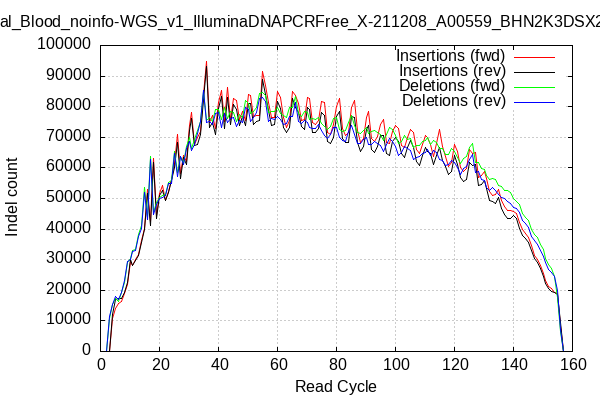 al_Blood_noinfo-WGS_v1_IlluminaDNAPCRFree_X-211208_A00559_BHN2K3DSX2
100000
90000
80000
70000
60000
50000
40000
30000
20000
10000
0
Indel count
Insertions (fwd)
Insertions (rev)
Deletions (fwd)
Deletions (rev)
0 20 40 60 80 100 120 140 160
Read Cycle